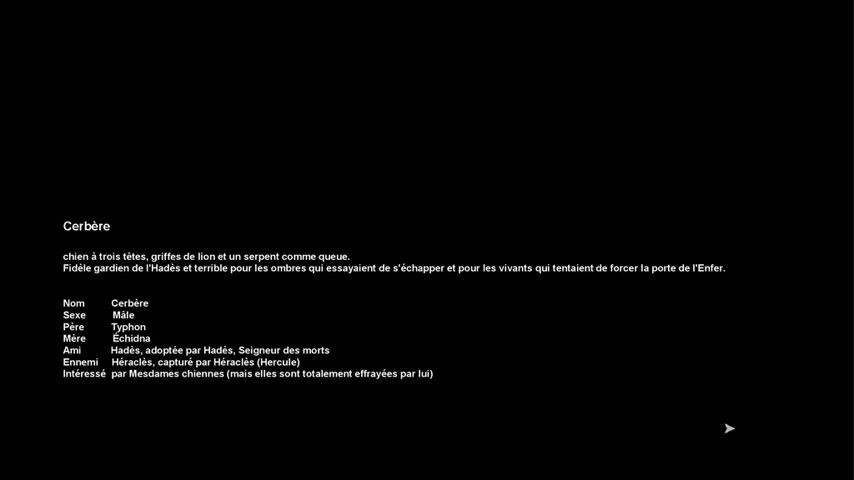 Cerbère
chien à trois têtes, griffes de lion et un serpent comme queue.
Fidèle gardien de l'Hadès et terrible pour les ombres qui essayaient de s'échapper et pour les vivants qui tentaient de forcer la porte de l'Enfer.
Nom Cerbère
Sexe Mâle
Père Typhon
Mère Échidna
Ami Hadès, adoptée par Hadès, Seigneur des morts
Ennemi Héraclès, capturé par Héraclès (Hercule)
Intéressé par Mesdames chiennes (mais elles sont totalement effrayées par lui)